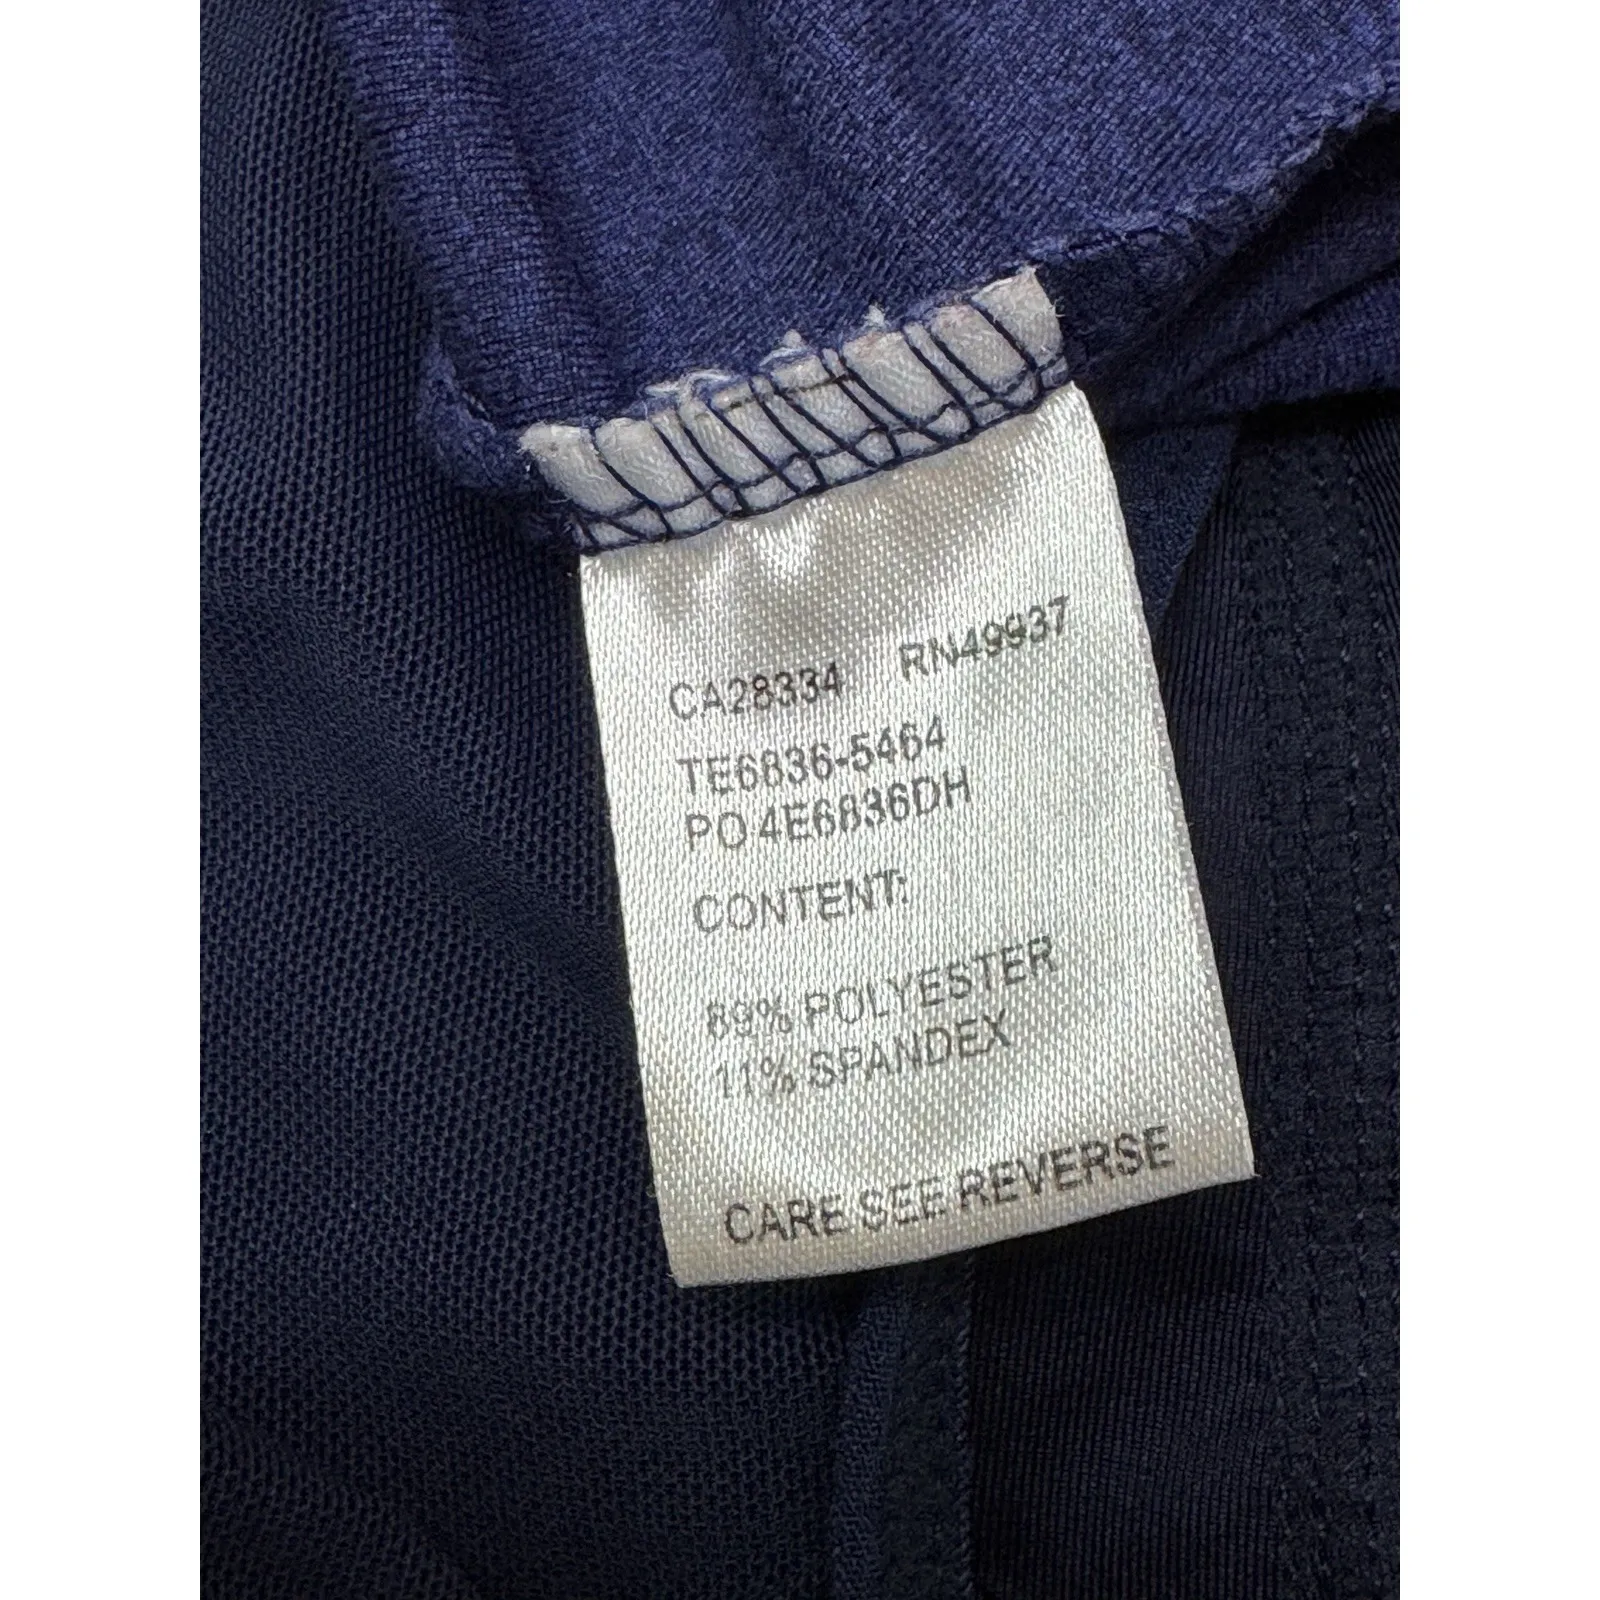 CA28334 RN49937
TE6836-5464
PO 4E6836DH
CONTENT:
89% POLYESTER
11% SPANDEX
CARE SEE REVERSE